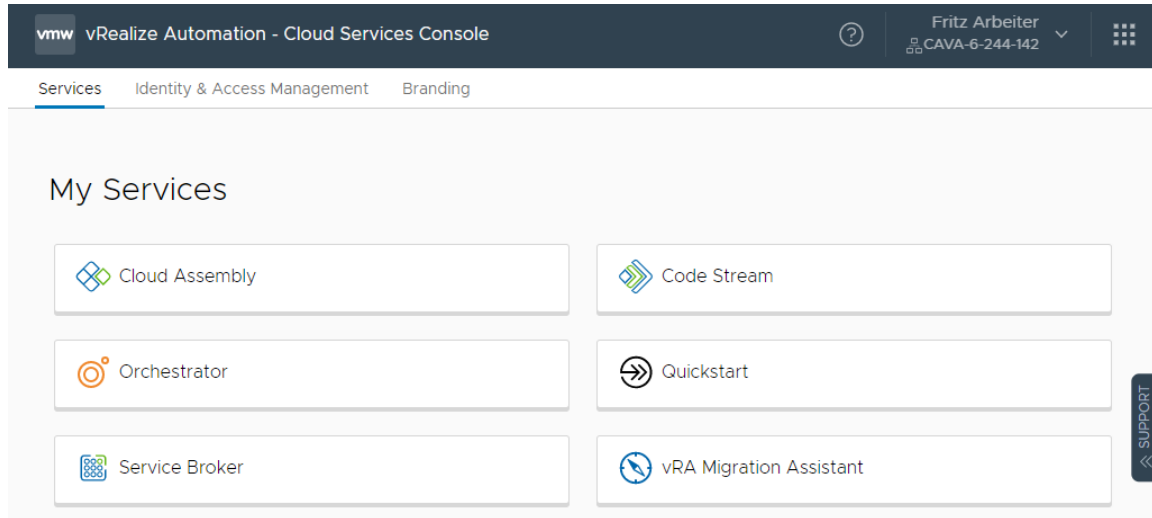 vmw vRealize Automation - Cloud Services Console
Fritz Arbeiter
CAVA-6-244-142
Services Identity & Access Management Branding
My Services
Cloud Assembly
Code Stream
Orchestrator
Quickstart
Service Broker
vRA Migration Assistant
SUPPORT